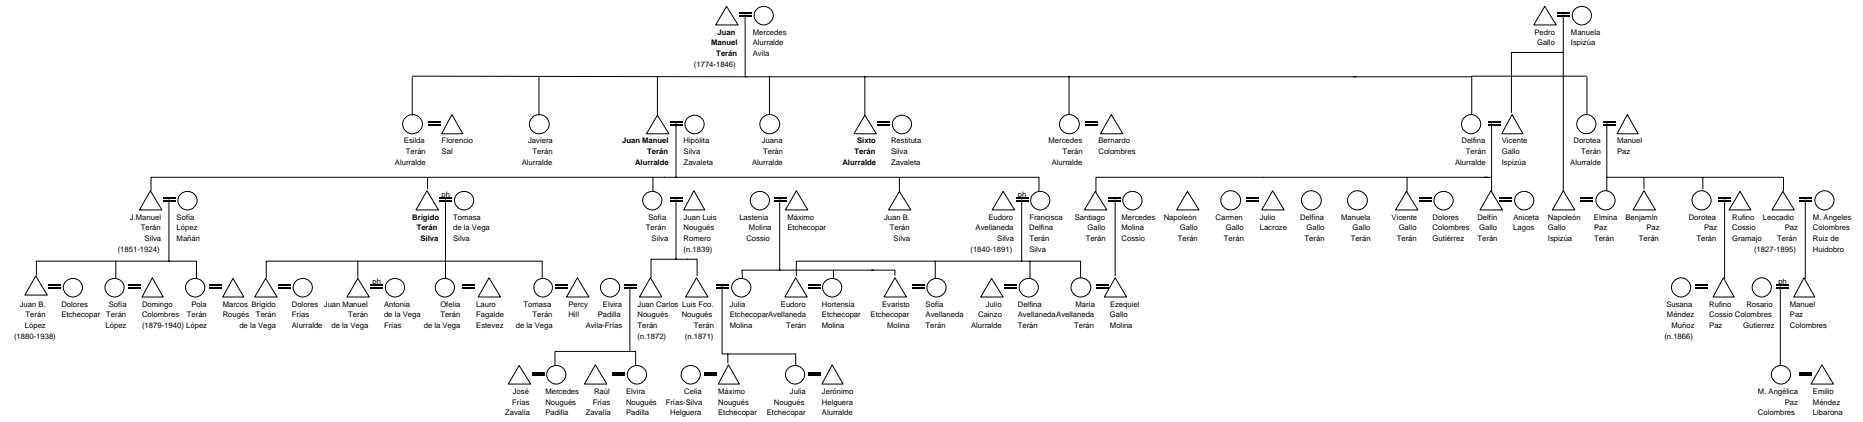 Juan
Manuel
Terán
(1774-1846)
Mercedes
Alurralde
Avila
Pedro
Gallo
Manuela
Ispizúa
Esilda
Terán
Alurralde
Florencio
Sal
Javiera
Terán
Alurralde
Juan Manuel
Terán
Alurralde
Hipólita
Silva
Zavaleta
Juana
Terán
Alurralde
Sixto
Terán
Alurralde
Restituta
Silva
Zavaleta
Mercedes
Terán
Alurralde
Bernardo
Colombres
Delfina
Terán
Alurralde
Vicente
Gallo
Ispizúa
Dorotea
Terán
Alurralde
Manuel
Paz
J.Manuel
Terán
Silva
(1851-1924)
Sofía
López
Mañán
Brígido
Terán
Silva
ph
Tomasa
de la Vega
Silva
Sofía
Terán
Silva
Juan Luis
Nougués
Romero
(n.1839)
Lastenia
Molina
Cossio
Máximo
Etchecopar
Juan B.
Terán
Silva
Eudoro
Avellaneda
Silva
(1840-1891)
ph
Francisca
Delfina
Terán
Silva
Santiago
Gallo
Terán
Mercedes
Molina
Cossio
Napoleón
Gallo
Terán
Carmen
Gallo
Terán
Julio
Lacroze
Delfina
Gallo
Terán
Manuela
Gallo
Terán
Vicente
Gallo
Terán
Dolores
Colombres
Gutiérrez
Delfín
Gallo
Terán
Aniceta
Lagos
Napoleón
Gallo
Ispizúa
Elmina
Paz
Terán
Benjamín
Paz
Terán
Dorotea
Paz
Terán
Rufino
Cossio
Gramajo
Leocadio
Paz
Terán
(1827-1895)
M. Angeles
Colombres
Ruiz de
Huidobro
Juan B.
Terán
López
(1880-1938)
Dolores
Etchecopar
Sofía
Terán
López
Domingo
Colombres
(1879-1940)
Pola
Terán
López
Marcos
Rougés
Brígido
Terán
de la Vega
Dolores
Frías
Alurralde
Juan Manuel
Terán
de la Vega
ph
Antonia
de la Vega
Frías
Ofelia
Terán
de la Vega
Lauro
Fagalde
Estevez
Tomasa
Terán
de la Vega
Percy
Hill
Elvira
Padilla
Avila-Frías
Juan Carlos
Nougués
Terán
(n.1872)
Luis Fco.
Nougués
Terán
(n.1871)
Julia
Etchecopar
Molina
Eudoro
Avellaneda
Terán
Hortensia
Etchecopar
Molina
Evaristo
Etchecopar
Molina
Sofía
Avellaneda
Terán
Julio
Cainzo
Alurralde
Delfina
Avellaneda
Terán
María
Avellaneda
Terán
Ezequiel
Gallo
Molina
Susana
Méndez
Muñoz
(n.1866)
Rufino
Cossio
Paz
Rosario
Colombres
Gutierrez
ph
Manuel
Paz
Colombres
José
Frías
Zavalía
Mercedes
Nougués
Padilla
Raúl
Frías
Zavalía
Elvira
Nougués
Padilla
Celia
Frías-Silva
Helguera
Máximo
Nougués
Etchecopar
Julia
Nougués
Etchecopar
Jerónimo
Helguera
Alurralde
M. Angélica
Paz
Colombres
Emilio
Méndez
Libarona